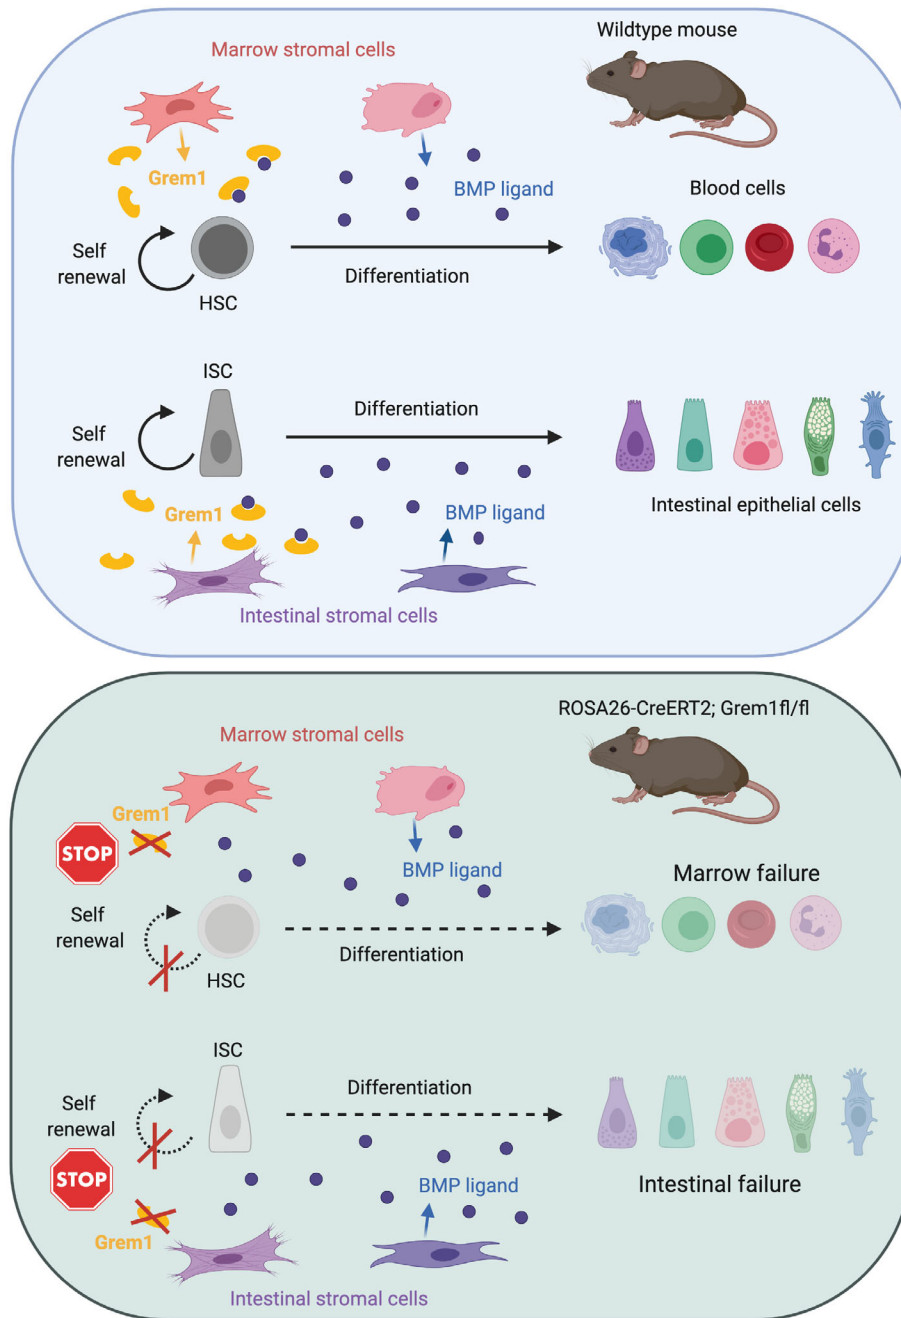 Marrow stromal cells
Wildtype mouse
Grem1
BMP ligand
Blood cells
Self
renewal
HSC
Differentiation
ISC
Self
renewal
Differentiation
Grem1
BMP ligand
Intestinal epithelial cells
Intestinal stromal cells
ROSA26-CreERT2; Grem1fl/fl
Marrow stromal cells
Grem1
STOP
BMP ligand
Marrow failure
Self
renewal
HSC
Differentiation
ISC
Self
renewal
Differentiation
STOP
BMP ligand
Intestinal failure
Grem1
Intestinal stromal cells